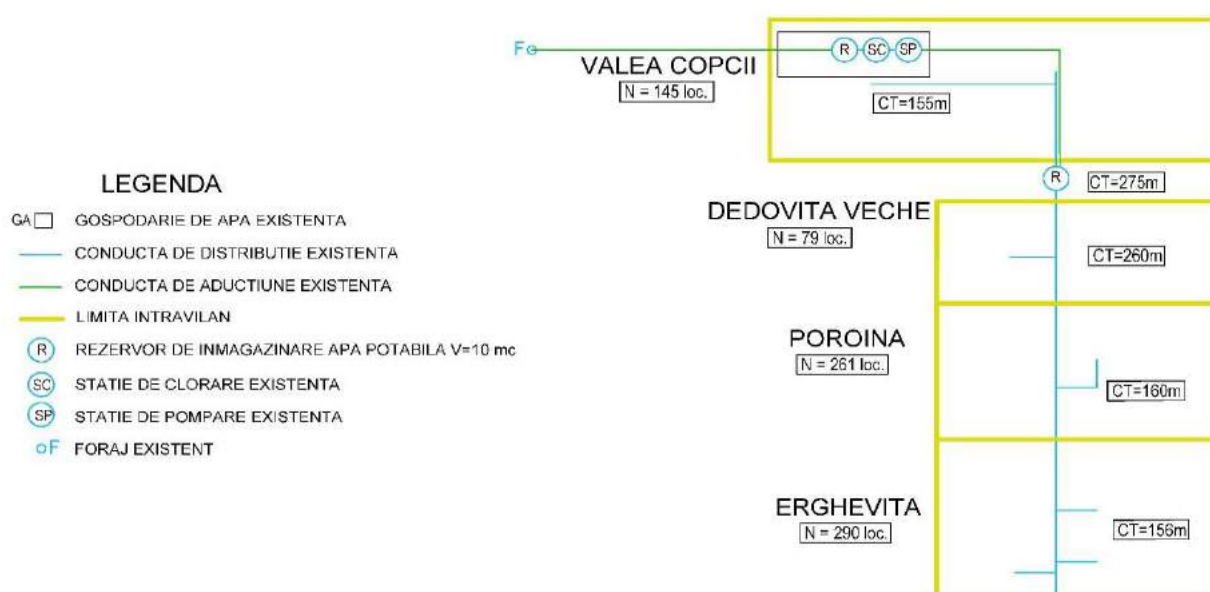 F
R
SC
SP
VALEA COPCII
N = 145 loc.
CT=155m
R
CT=275m
LEGENDA
GA
GOSPODARIE DE APA EXISTENTA
CONDUCTA DE DISTRIBUTIE EXISTENTA
CONDUCTA DE ADUCTIUNE EXISTENTA
LIMITA INTRAVILAN
R
REZERVOR DE INMAGAZINARE APA POTABILA V=10 mc
SC
STATIE DE CLORARE EXISTENTA
SP
STATIE DE POMPARE EXISTENTA
F
FORAJ EXISTENT
DEDOVITA VECHE
N = 79 loc.
CT=260m
POROINA
N = 261 loc.
CT=160m
ERGHEVITA
N = 290 loc.
CT=156m